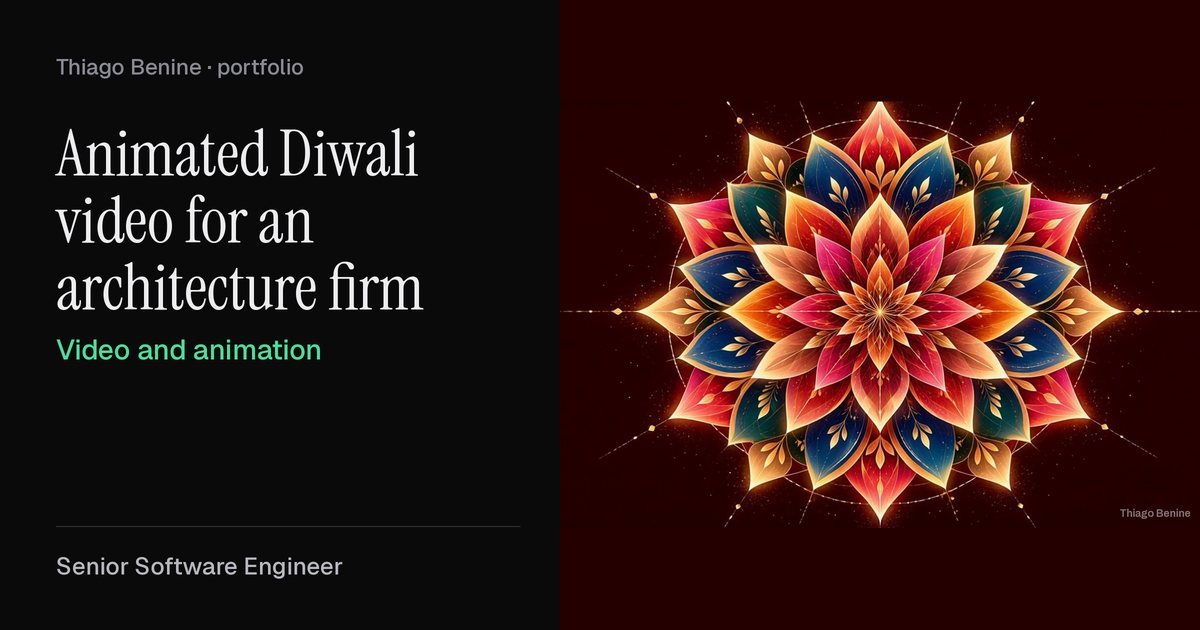 Thiago Benine · portfolio
Animated Diwali
video for an
architecture firm
Video and animation
Senior Software Engineer
Thiago Benine